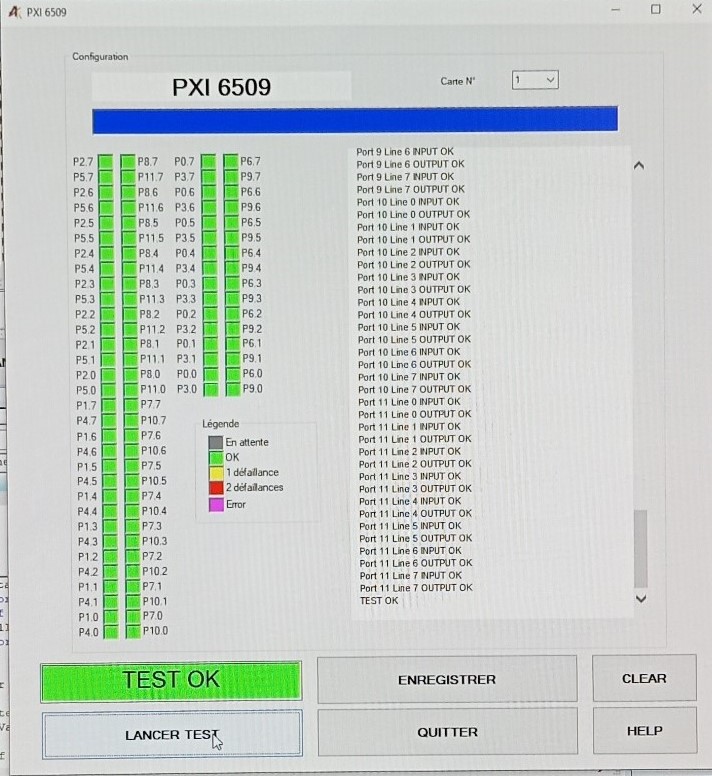 PXI 6509
Configuration
PXI 6509
Carte N° 1
P2.7 P8.7 P0.7 P6.7
P5.7 P11.7 P3.7 P9.7
P2.6 P8.6 P0.6 P6.6
P5.6 P11.6 P3.6 P9.6
P2.5 P8.5 P0.5 P6.5
P5.5 P11.5 P3.5 P9.5
P2.4 P8.4 P0.4 P6.4
P5.4 P11.4 P3.4 P9.4
P2.3 P8.3 P0.3 P6.3
P5.3 P11.3 P3.3 P9.3
P2.2 P8.2 P0.2 P6.2
P5.2 P11.2 P3.2 P9.2
P2.1 P8.1 P0.1 P6.1
P5.1 P11.1 P3.1 P9.1
P2.0 P8.0 P0.0 P6.0
P5.0 P11.0 P3.0 P9.0
P1.7 P7.7
P4.7 P10.7
P1.6 P7.6
P4.6 P10.6
P1.5 P7.5
P4.5 P10.5
P1.4 P7.4
P4.4 P10.4
P1.3 P7.3
P4.3 P10.3
P1.2 P7.2
P4.2 P10.2
P1.1 P7.1
P4.1 P10.1
P1.0 P7.0
P4.0 P10.0
Légende
En attente
OK
1 défaillance
2 défaillances
Error
Port 9 Line 6 INPUT OK
Port 9 Line 6 OUTPUT OK
Port 9 Line 7 INPUT OK
Port 9 Line 7 OUTPUT OK
Port 10 Line 0 INPUT OK
Port 10 Line 0 OUTPUT OK
Port 10 Line 1 INPUT OK
Port 10 Line 1 OUTPUT OK
Port 10 Line 2 INPUT OK
Port 10 Line 2 OUTPUT OK
Port 10 Line 3 INPUT OK
Port 10 Line 3 OUTPUT OK
Port 10 Line 4 INPUT OK
Port 10 Line 4 OUTPUT OK
Port 10 Line 5 INPUT OK
Port 10 Line 5 OUTPUT OK
Port 10 Line 6 INPUT OK
Port 10 Line 6 OUTPUT OK
Port 10 Line 7 INPUT OK
Port 10 Line 7 OUTPUT OK
Port 11 Line 0 INPUT OK
Port 11 Line 0 OUTPUT OK
Port 11 Line 1 INPUT OK
Port 11 Line 1 OUTPUT OK
Port 11 Line 2 INPUT OK
Port 11 Line 2 OUTPUT OK
Port 11 Line 3 INPUT OK
Port 11 Line 3 OUTPUT OK
Port 11 Line 4 INPUT OK
Port 11 Line 4 OUTPUT OK
Port 11 Line 5 INPUT OK
Port 11 Line 5 OUTPUT OK
Port 11 Line 6 INPUT OK
Port 11 Line 6 OUTPUT OK
Port 11 Line 7 INPUT OK
Port 11 Line 7 OUTPUT OK
TEST OK
TEST OK
ENREGISTRER
CLEAR
LANCER TEST
QUITTER
HELP